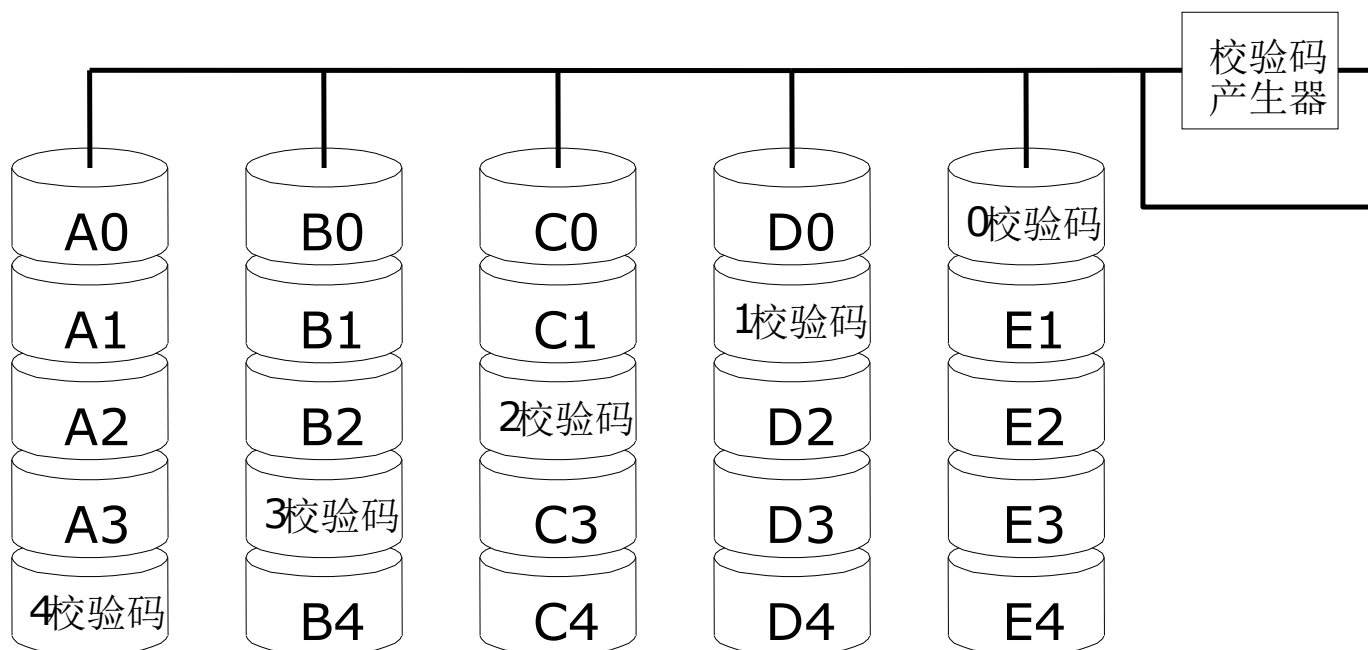 校验码
产生器
A0 B0 C0 D0 0校验码
A1 B1 C1 1校验码 E1
A2 B2 2校验码 D2 E2
A3 3校验码 C3 D3 E3
4校验码 B4 C4 D4 E4